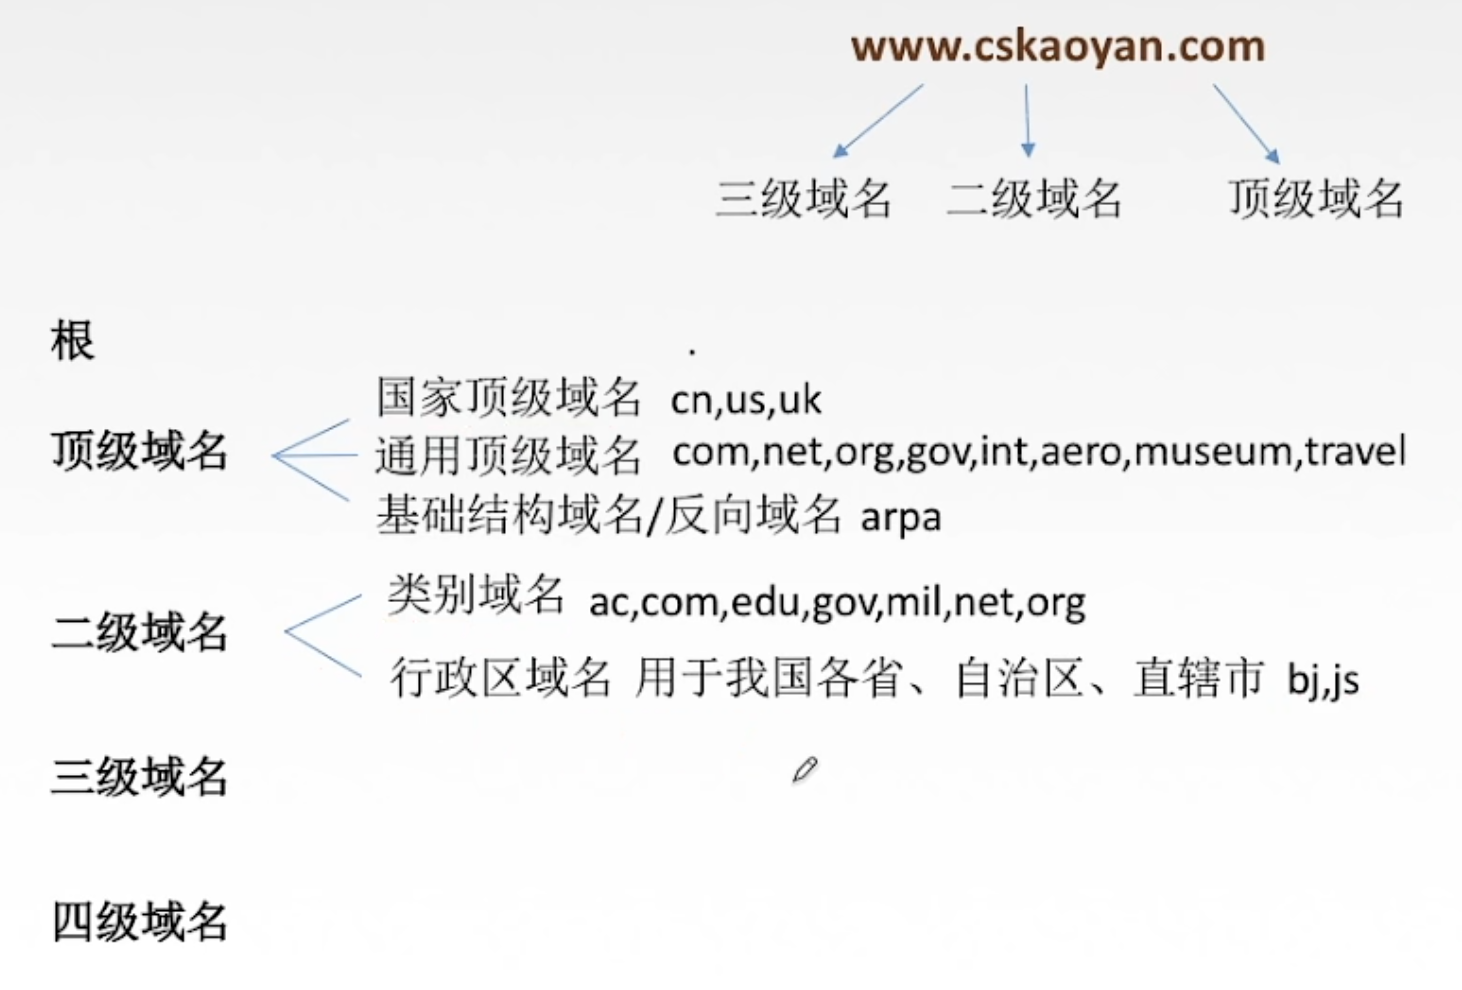 www.cskaoyan.com
三级域名 二级域名 顶级域名
根 .
国家顶级域名 cn,us,uk
顶级域名 通用顶级域名 com,net,org,gov,int,aero,museum,travel
基础结构域名/反向域名 arpa
类别域名 ac,com,edu,gov,mil,net,org
二级域名
行政区域名 用于我国各省、自治区、直辖市 bj,js
三级域名
四级域名